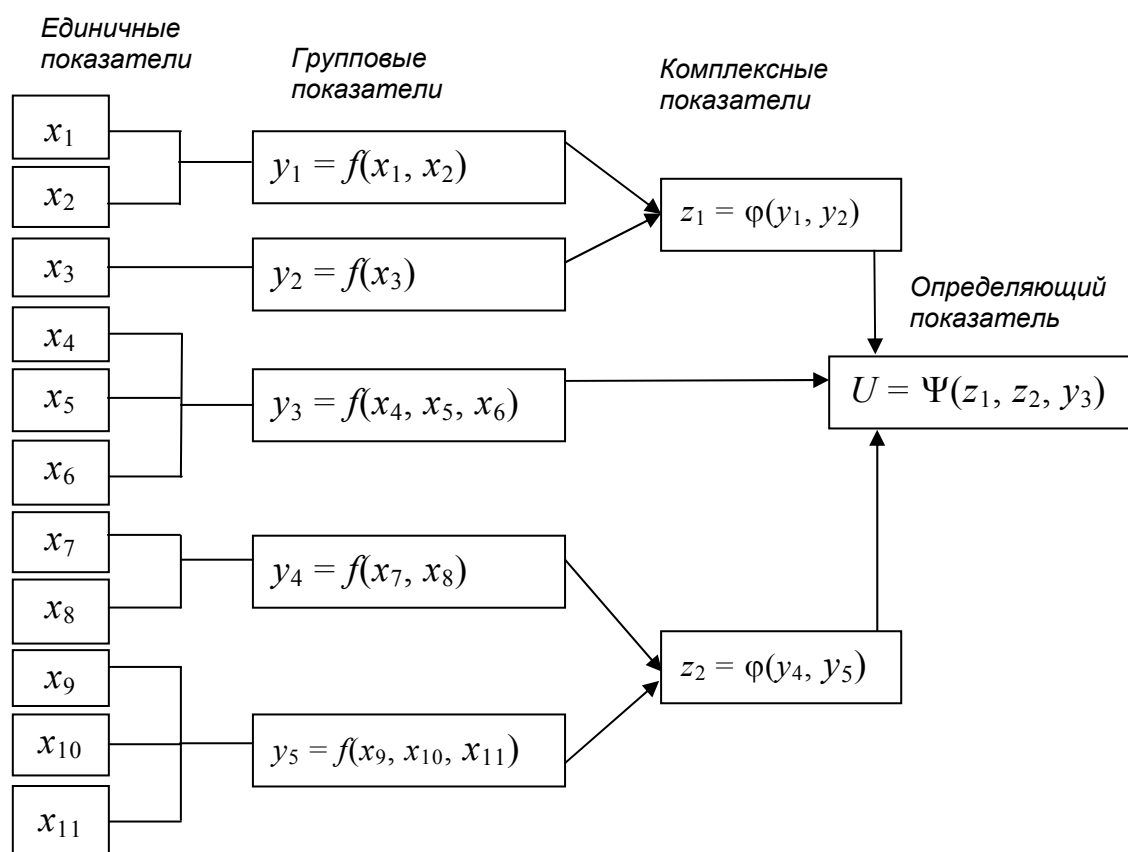 Единичные
показатели
Групповые
показатели
Комплексные
показатели
Определяющий
показатель
x₁
x₂
x₃
x₄
x₅
x₆
x₇
x₈
x₉
x₁₀
x₁₁
y₁ = f(x₁, x₂)
y₂ = f(x₃)
y₃ = f(x₄, x₅, x₆)
y₄ = f(x₇, x₈)
y₅ = f(x₉, x₁₀, x₁₁)
z₁ = φ(y₁, y₂)
z₂ = φ(y₄, y₅)
U = Ψ(z₁, z₂, y₃)